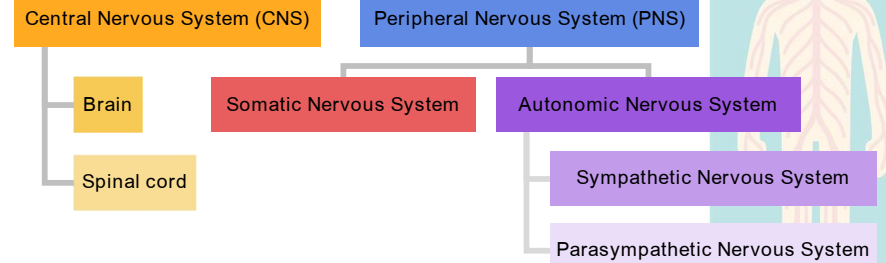 Central Nervous System (CNS)
Peripheral Nervous System (PNS)
Brain
Somatic Nervous System
Autonomic Nervous System
Spinal cord
Sympathetic Nervous System
Parasympathetic Nervous System